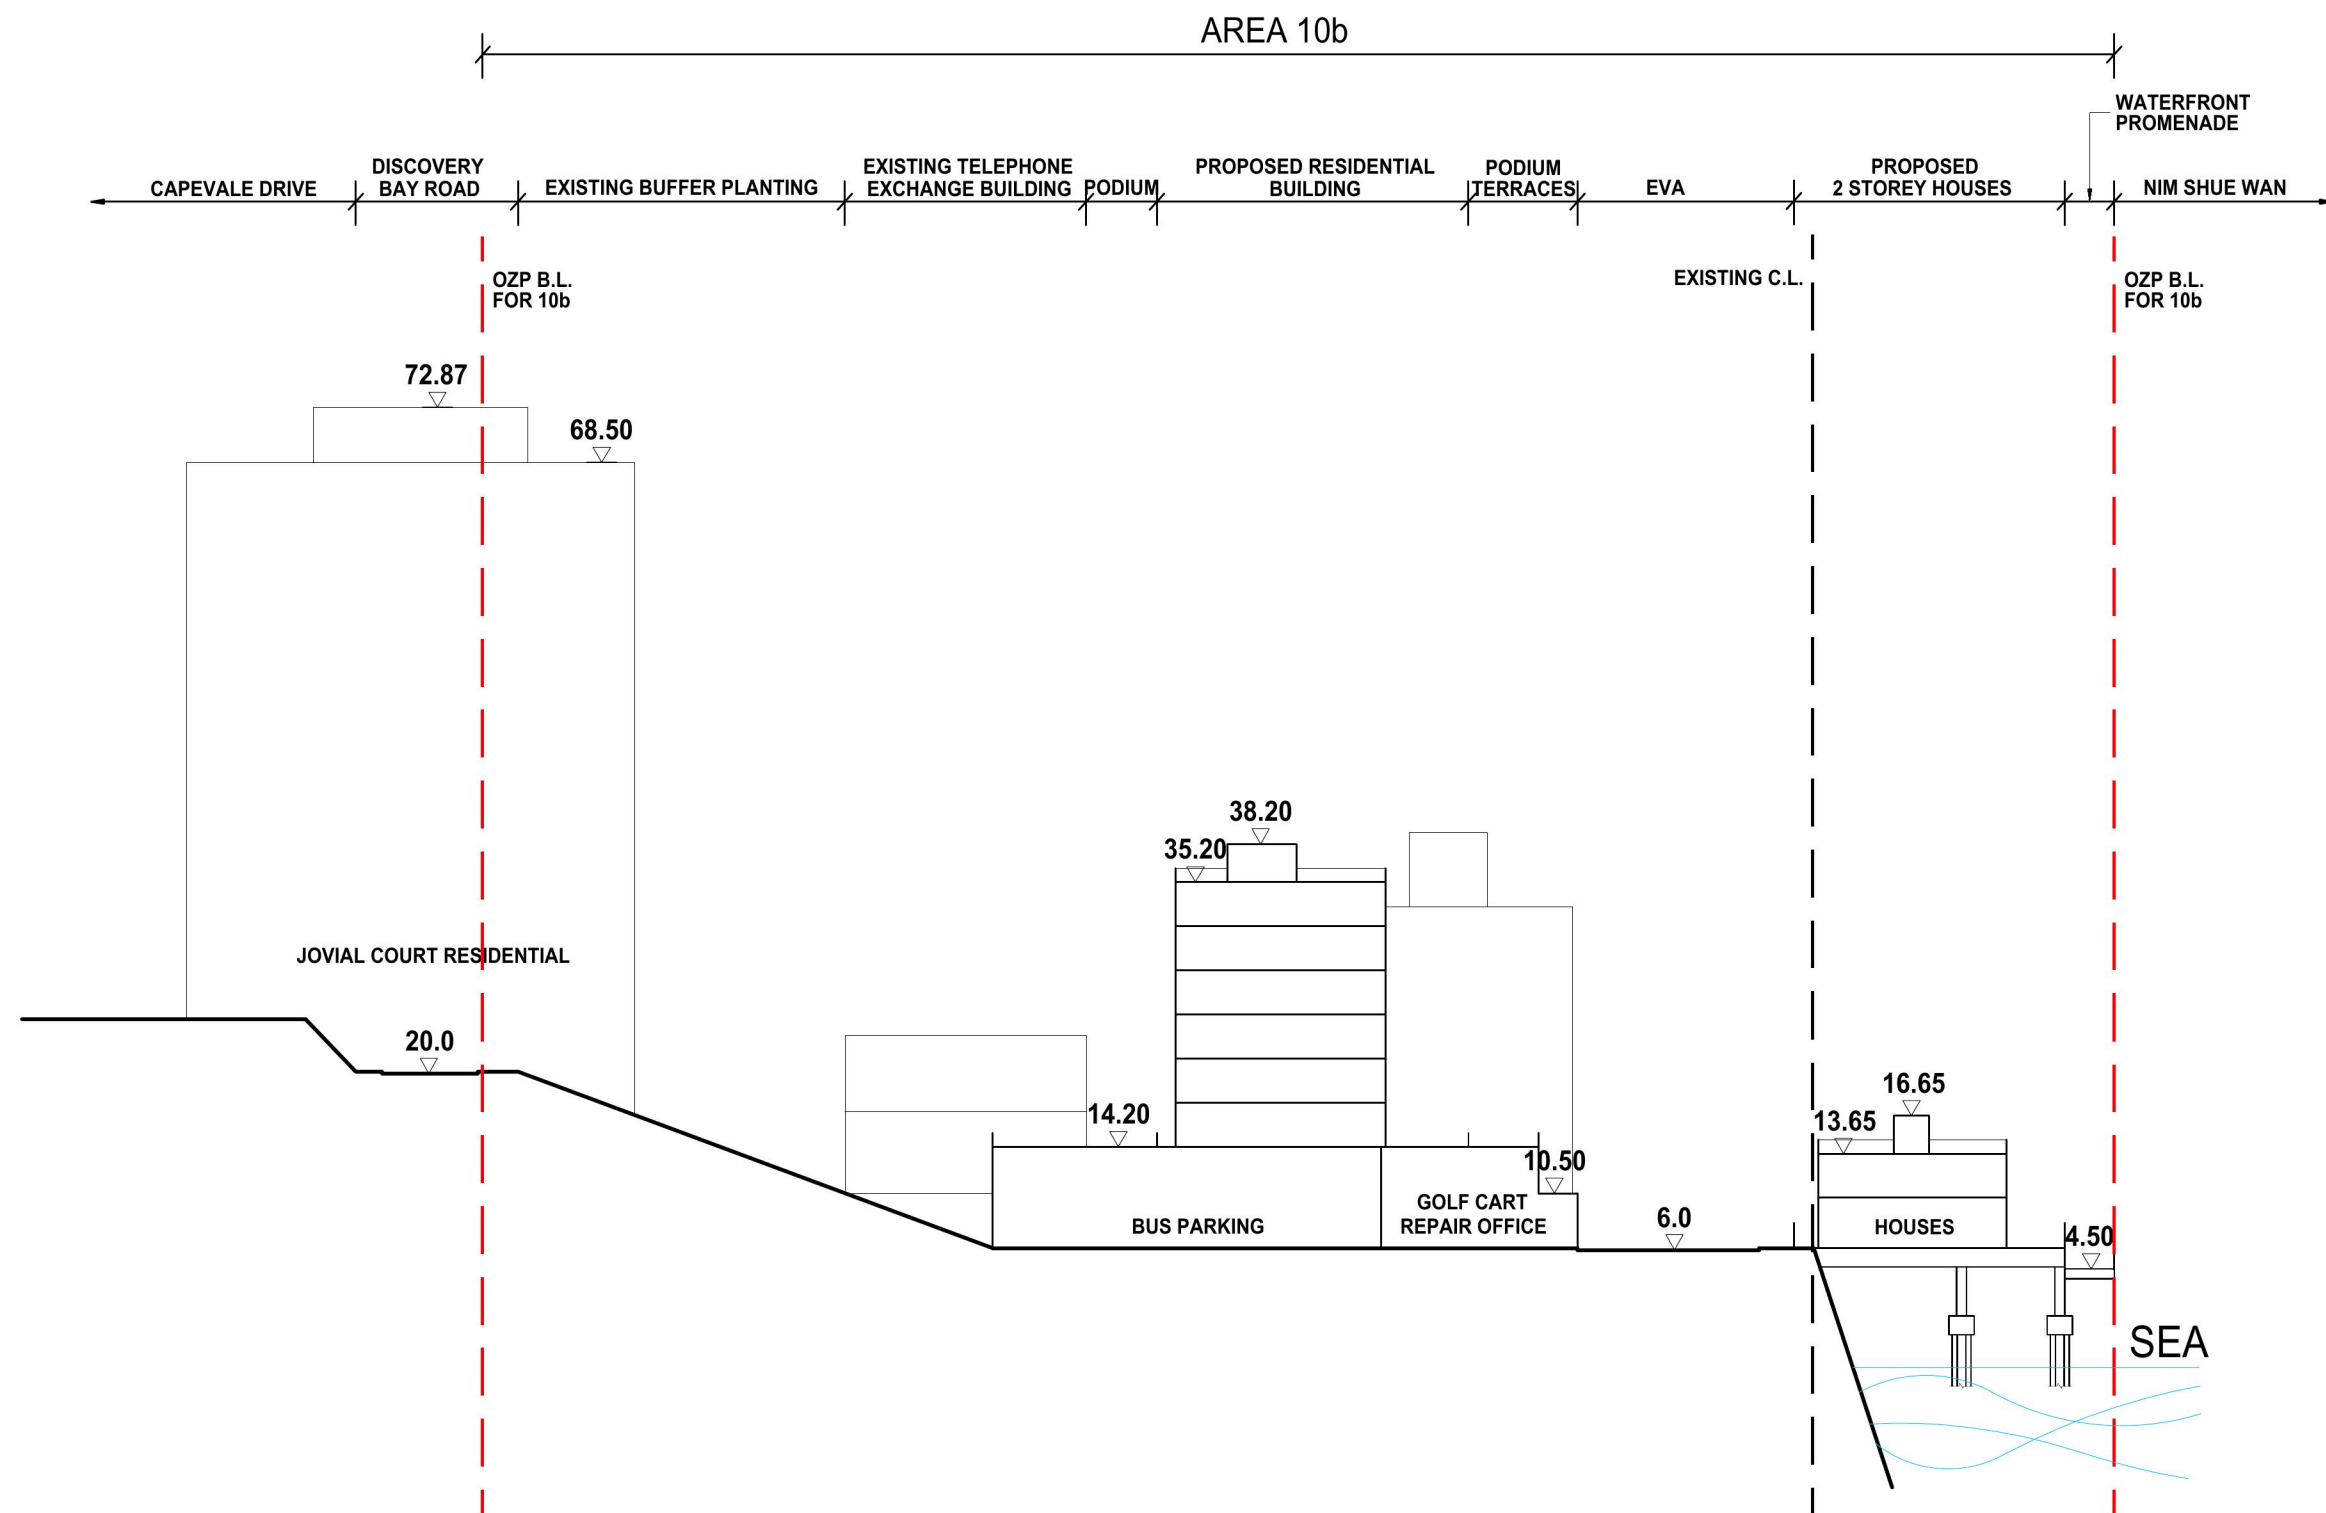 AREA 10b
WATERFRONT
PROMENADE
CAPEVALE DRIVE
DISCOVERY
BAY ROAD
EXISTING BUFFER PLANTING
EXISTING TELEPHONE
EXCHANGE BUILDING
PODIUM
PROPOSED RESIDENTIAL
BUILDING
PODIUM
TERRACES
EVA
PROPOSED
2 STOREY HOUSES
NIM SHUE WAN
OZP B.L.
FOR 10b
EXISTING C.L.
OZP B.L.
FOR 10b
72.87
68.50
38.20
35.20
JOVIAL COURT RESIDENTIAL
20.0
14.20
10.50
16.65
13.65
GOLF CART
REPAIR OFFICE
BUS PARKING
6.0
HOUSES
4.50
SEA